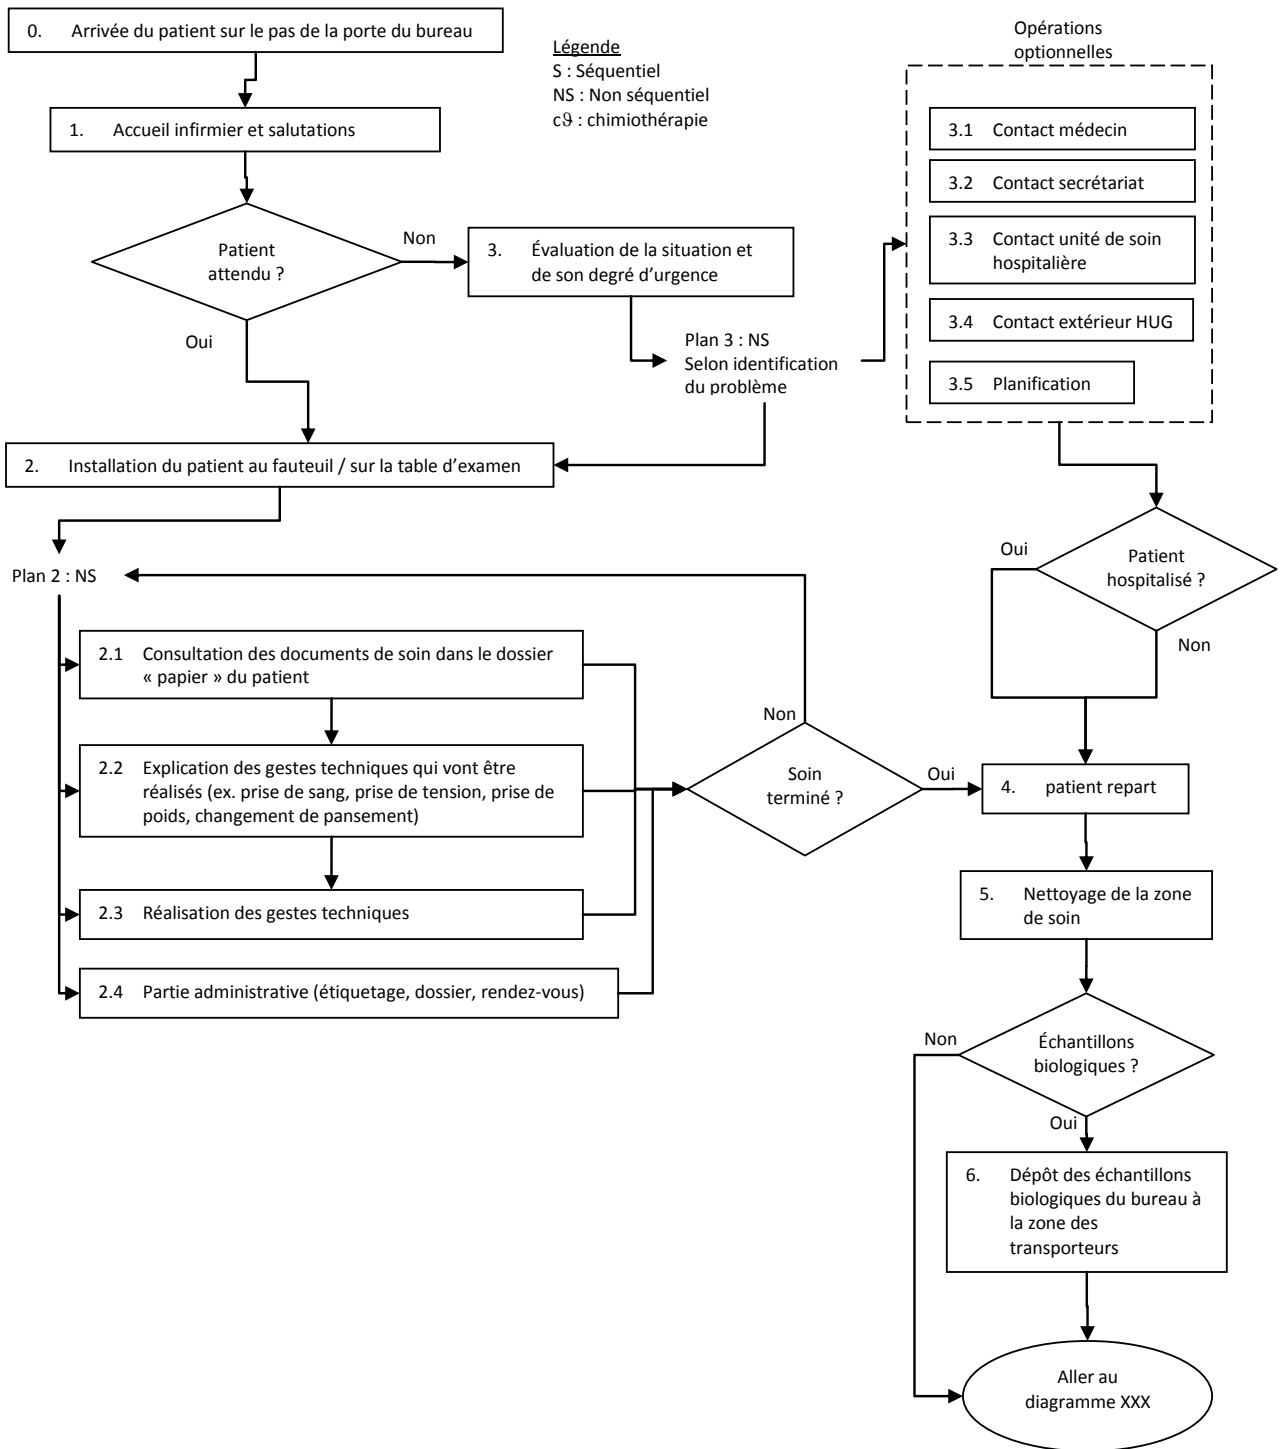 0. Arrivée du patient sur le pas de la porte du bureau
Légende
S : Séquentiel
NS : Non séquentiel
cϑ : chimiothérapie
Opérations
optionnelles
1. Accueil infirmier et salutations
Patient
attendu ?
Non
Oui
3. Évaluation de la situation et
de son degré d’urgence
Plan 3 : NS
Selon identification
du problème
3.1 Contact médecin
3.2 Contact secrétariat
3.3 Contact unité de soin
hospitalière
3.4 Contact extérieur HUG
3.5 Planification
2. Installation du patient au fauteuil / sur la table d’examen
Patient
hospitalisé ?
Oui
Non
Plan 2 : NS
2.1 Consultation des documents de soin dans le dossier
« papier » du patient
2.2 Explication des gestes techniques qui vont être
réalisés (ex. prise de sang, prise de tension, prise de
poids, changement de pansement)
2.3 Réalisation des gestes techniques
2.4 Partie administrative (étiquetage, dossier, rendez-vous)
Non
Soin
terminé ?
Oui
4. patient repart
5. Nettoyage de la zone
de soin
Non
Échantillons
biologiques ?
Oui
6. Dépôt des échantillons
biologiques du bureau à
la zone des
transporteurs
Aller au
diagramme XXX